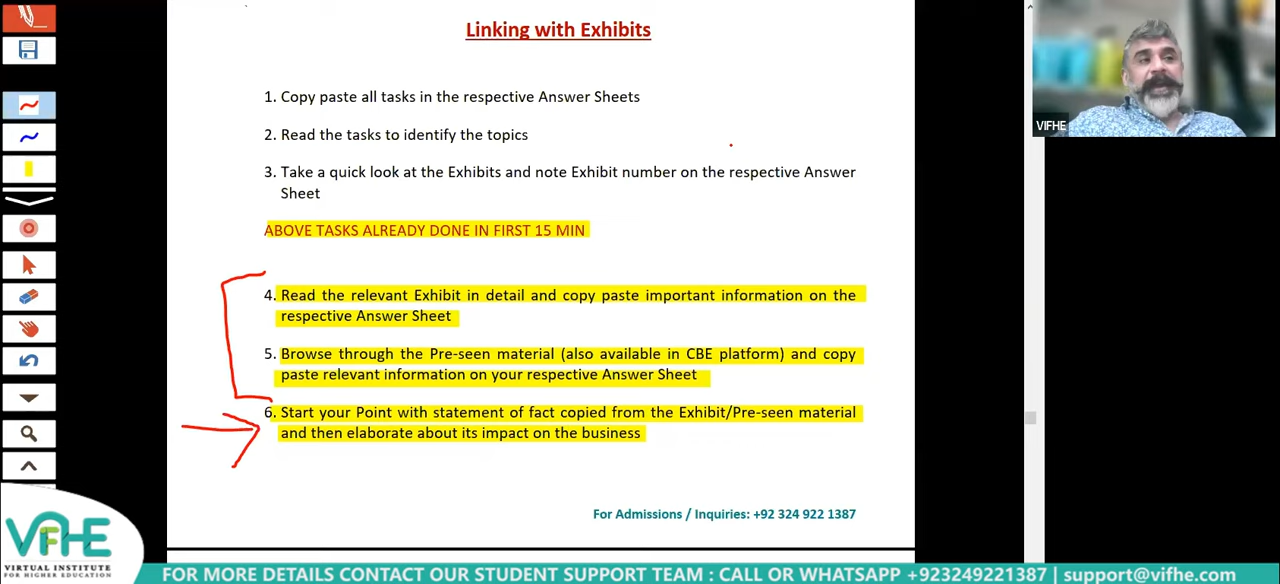 Linking with Exhibits
1. Copy paste all tasks in the respective Answer Sheets
2. Read the tasks to identify the topics
3. Take a quick look at the Exhibits and note Exhibit number on the respective Answer
Sheet
ABOVE TASKS ALREADY DONE IN FIRST 15 MIN
4. Read the relevant Exhibit in detail and copy paste important information on the
respective Answer Sheet
5. Browse through the Pre-seen material (also available in CBE platform) and copy
paste relevant information on your respective Answer Sheet
6. Start your Point with statement of fact copied from the Exhibit/Pre-seen material
and then elaborate about its impact on the business
For Admissions / Inquiries: +92 324 922 1387
VIFHE
VIFHE
VIRTUAL INSTITUTE
FOR HIGHER EDUCATION
FOR MORE DETAILS CONTACT OUR STUDENT SUPPORT TEAM : CALL OR WHATSAPP +923249221387 | support@vifhe.com